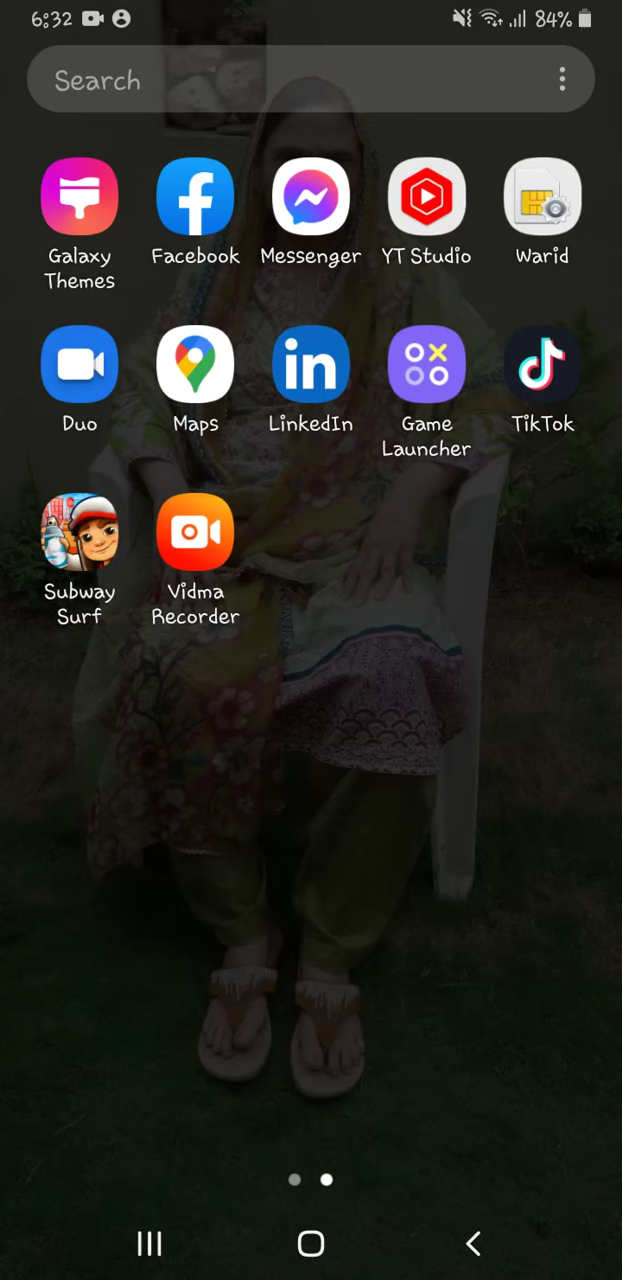 6:32
84%
Search
Galaxy
Themes
Facebook
Messenger
YT Studio
Warid
Duo
Maps
LinkedIn
Game
Launcher
TikTok
Subway
Surf
Vidma
Recorder